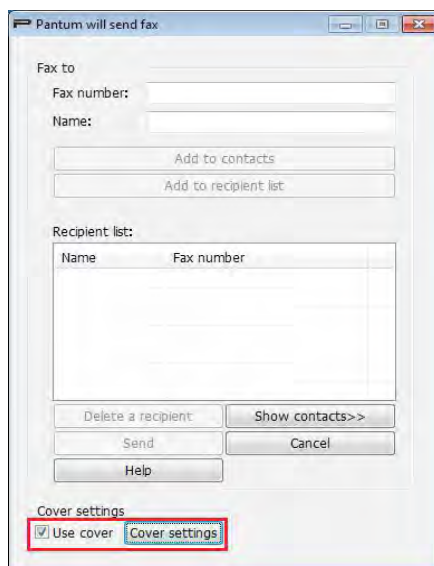 Pantum will send fax
Fax to
Fax number:
Name:
Add to contacts
Add to recipient list
Recipient list:
Name Fax number
Delete a recipient Show contacts>>
Send Cancel
Help
Cover settings
Use cover Cover settings